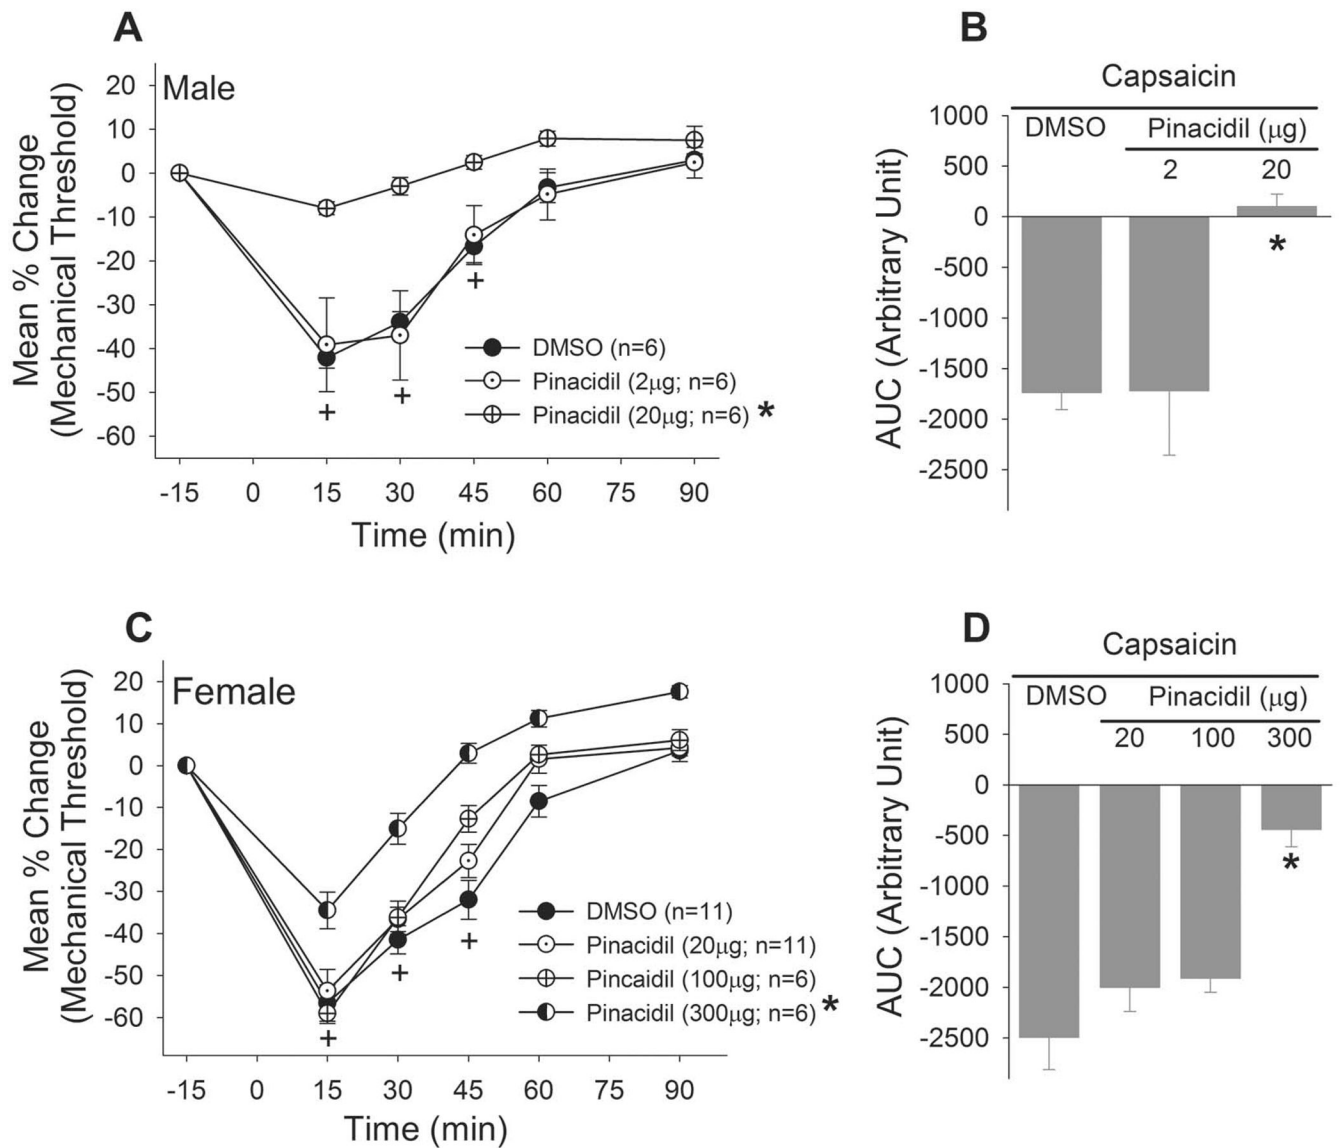 A
Male
Mean % Change
(Mechanical Threshold)
20
10
0
-10
-20
-30
-40
-50
-60
+
+
+
DMSO (n=6)
Pinacidil (2μg; n=6)
Pinacidil (20μg; n=6) *
-15 0 15 30 45 60 75 90
Time (min)
B
Capsaicin
DMSO Pinacidil (μg)
2 20
AUC (Arbitrary Unit)
1000
500
0
-500
-1000
-1500
-2000
-2500
*
C
Female
Mean % Change
(Mechanical Threshold)
20
10
0
-10
-20
-30
-40
-50
-60
+
+
+
DMSO (n=11)
Pinacidil (20μg; n=11)
Pincaidil (100μg; n=6)
Pinacidil (300μg; n=6) *
-15 0 15 30 45 60 75 90
Time (min)
D
Capsaicin
DMSO Pinacidil (μg)
20 100 300
AUC (Arbitrary Unit)
1000
500
0
-500
-1000
-1500
-2000
-2500
*